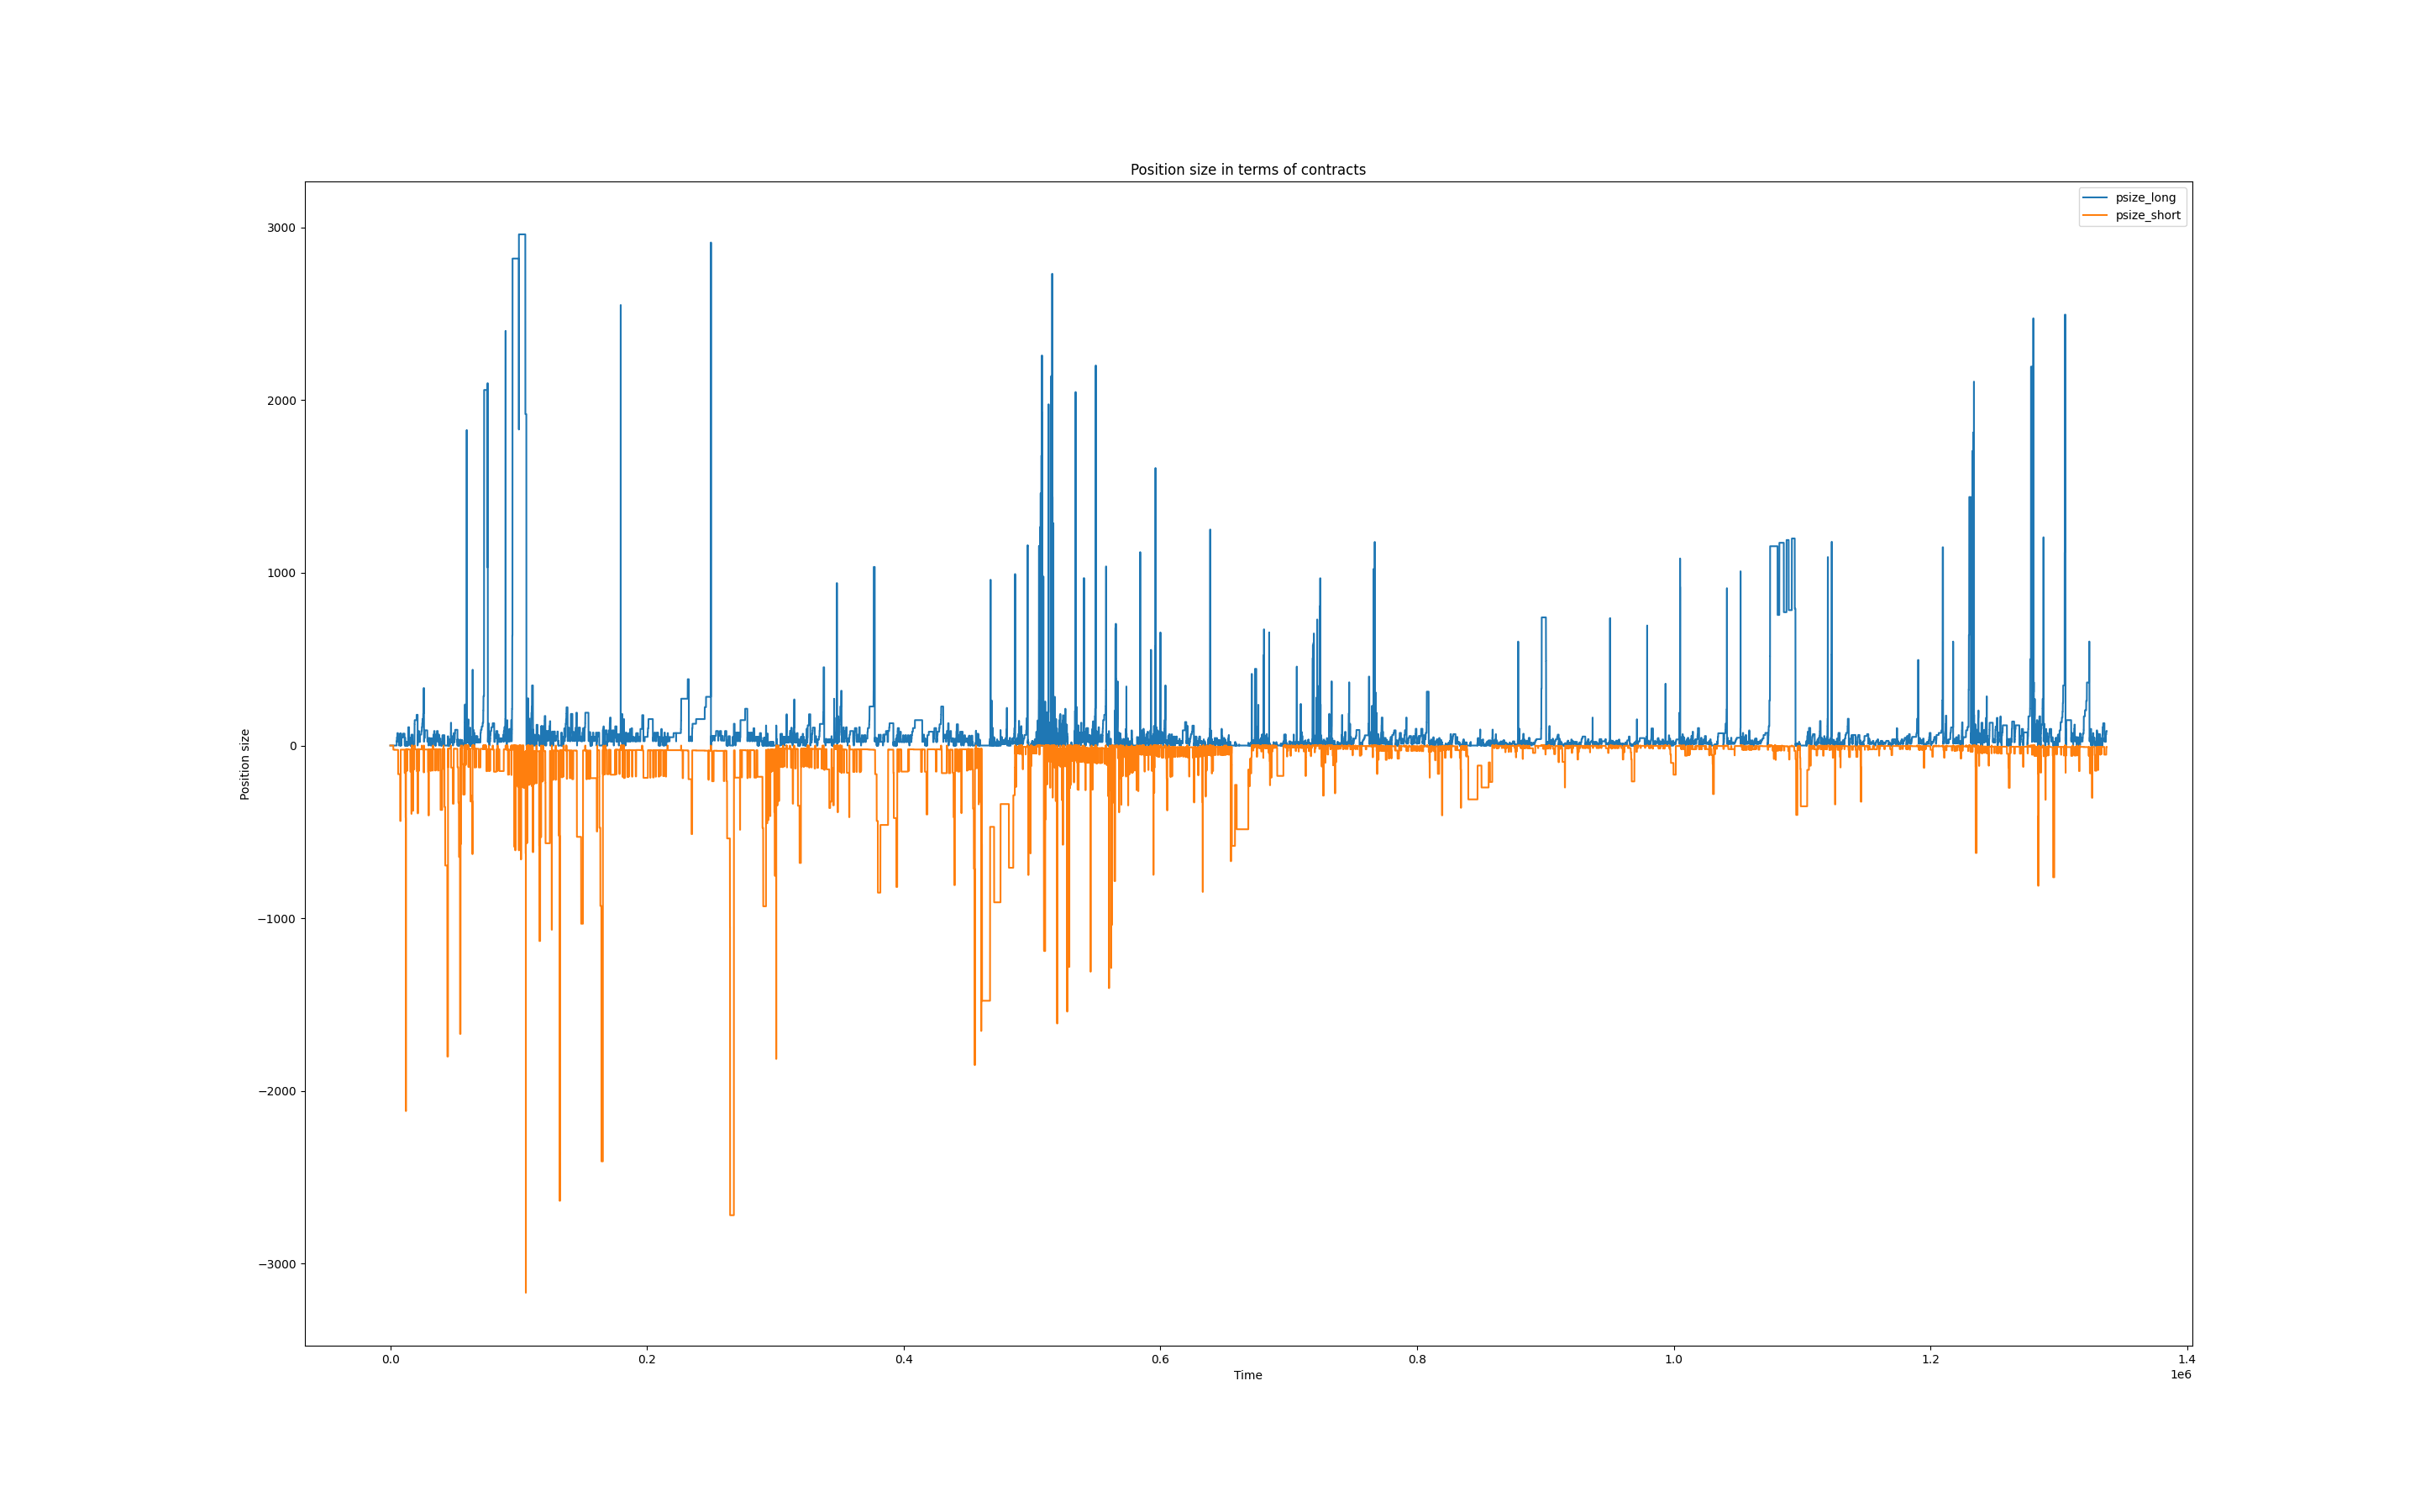 Position size in terms of contracts
psize_long
psize_short
3000
2000
1000
0
−1000
−2000
−3000
Position size
0.0
0.2
0.4
0.6
0.8
1.0
1.2
1.4
Time
1e6